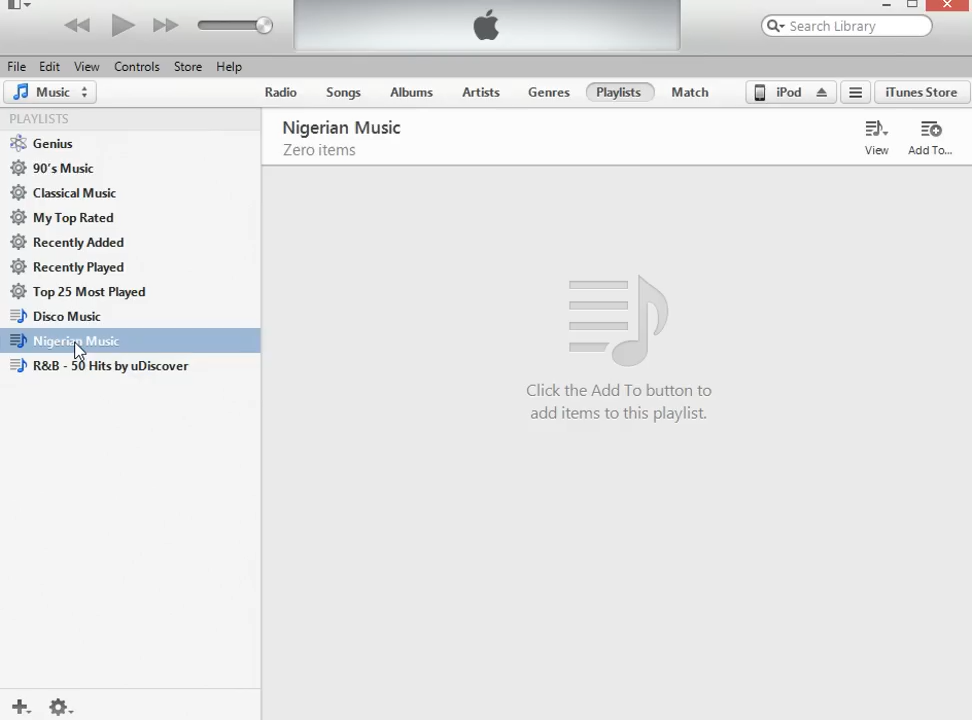 Search Library
File Edit View Controls Store Help
Music Radio Songs Albums Artists Genres Playlists Match iPod iTunes Store
PLAYLISTS
Genius
90's Music
Classical Music
My Top Rated
Recently Added
Recently Played
Top 25 Most Played
Disco Music
Nigerian Music
R&B - 50 Hits by uDiscover
Nigerian Music
Zero items
View Add To...
Click the Add To button to
add items to this playlist.